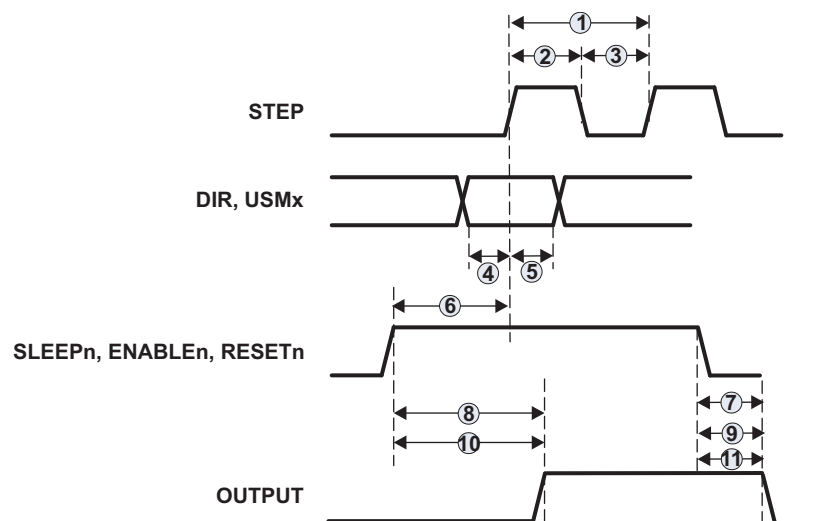 1
2 3
STEP
DIR, USMx
4 5
6
SLEEPn, ENABLEn, RESETn
7
8
9
10
11
OUTPUT